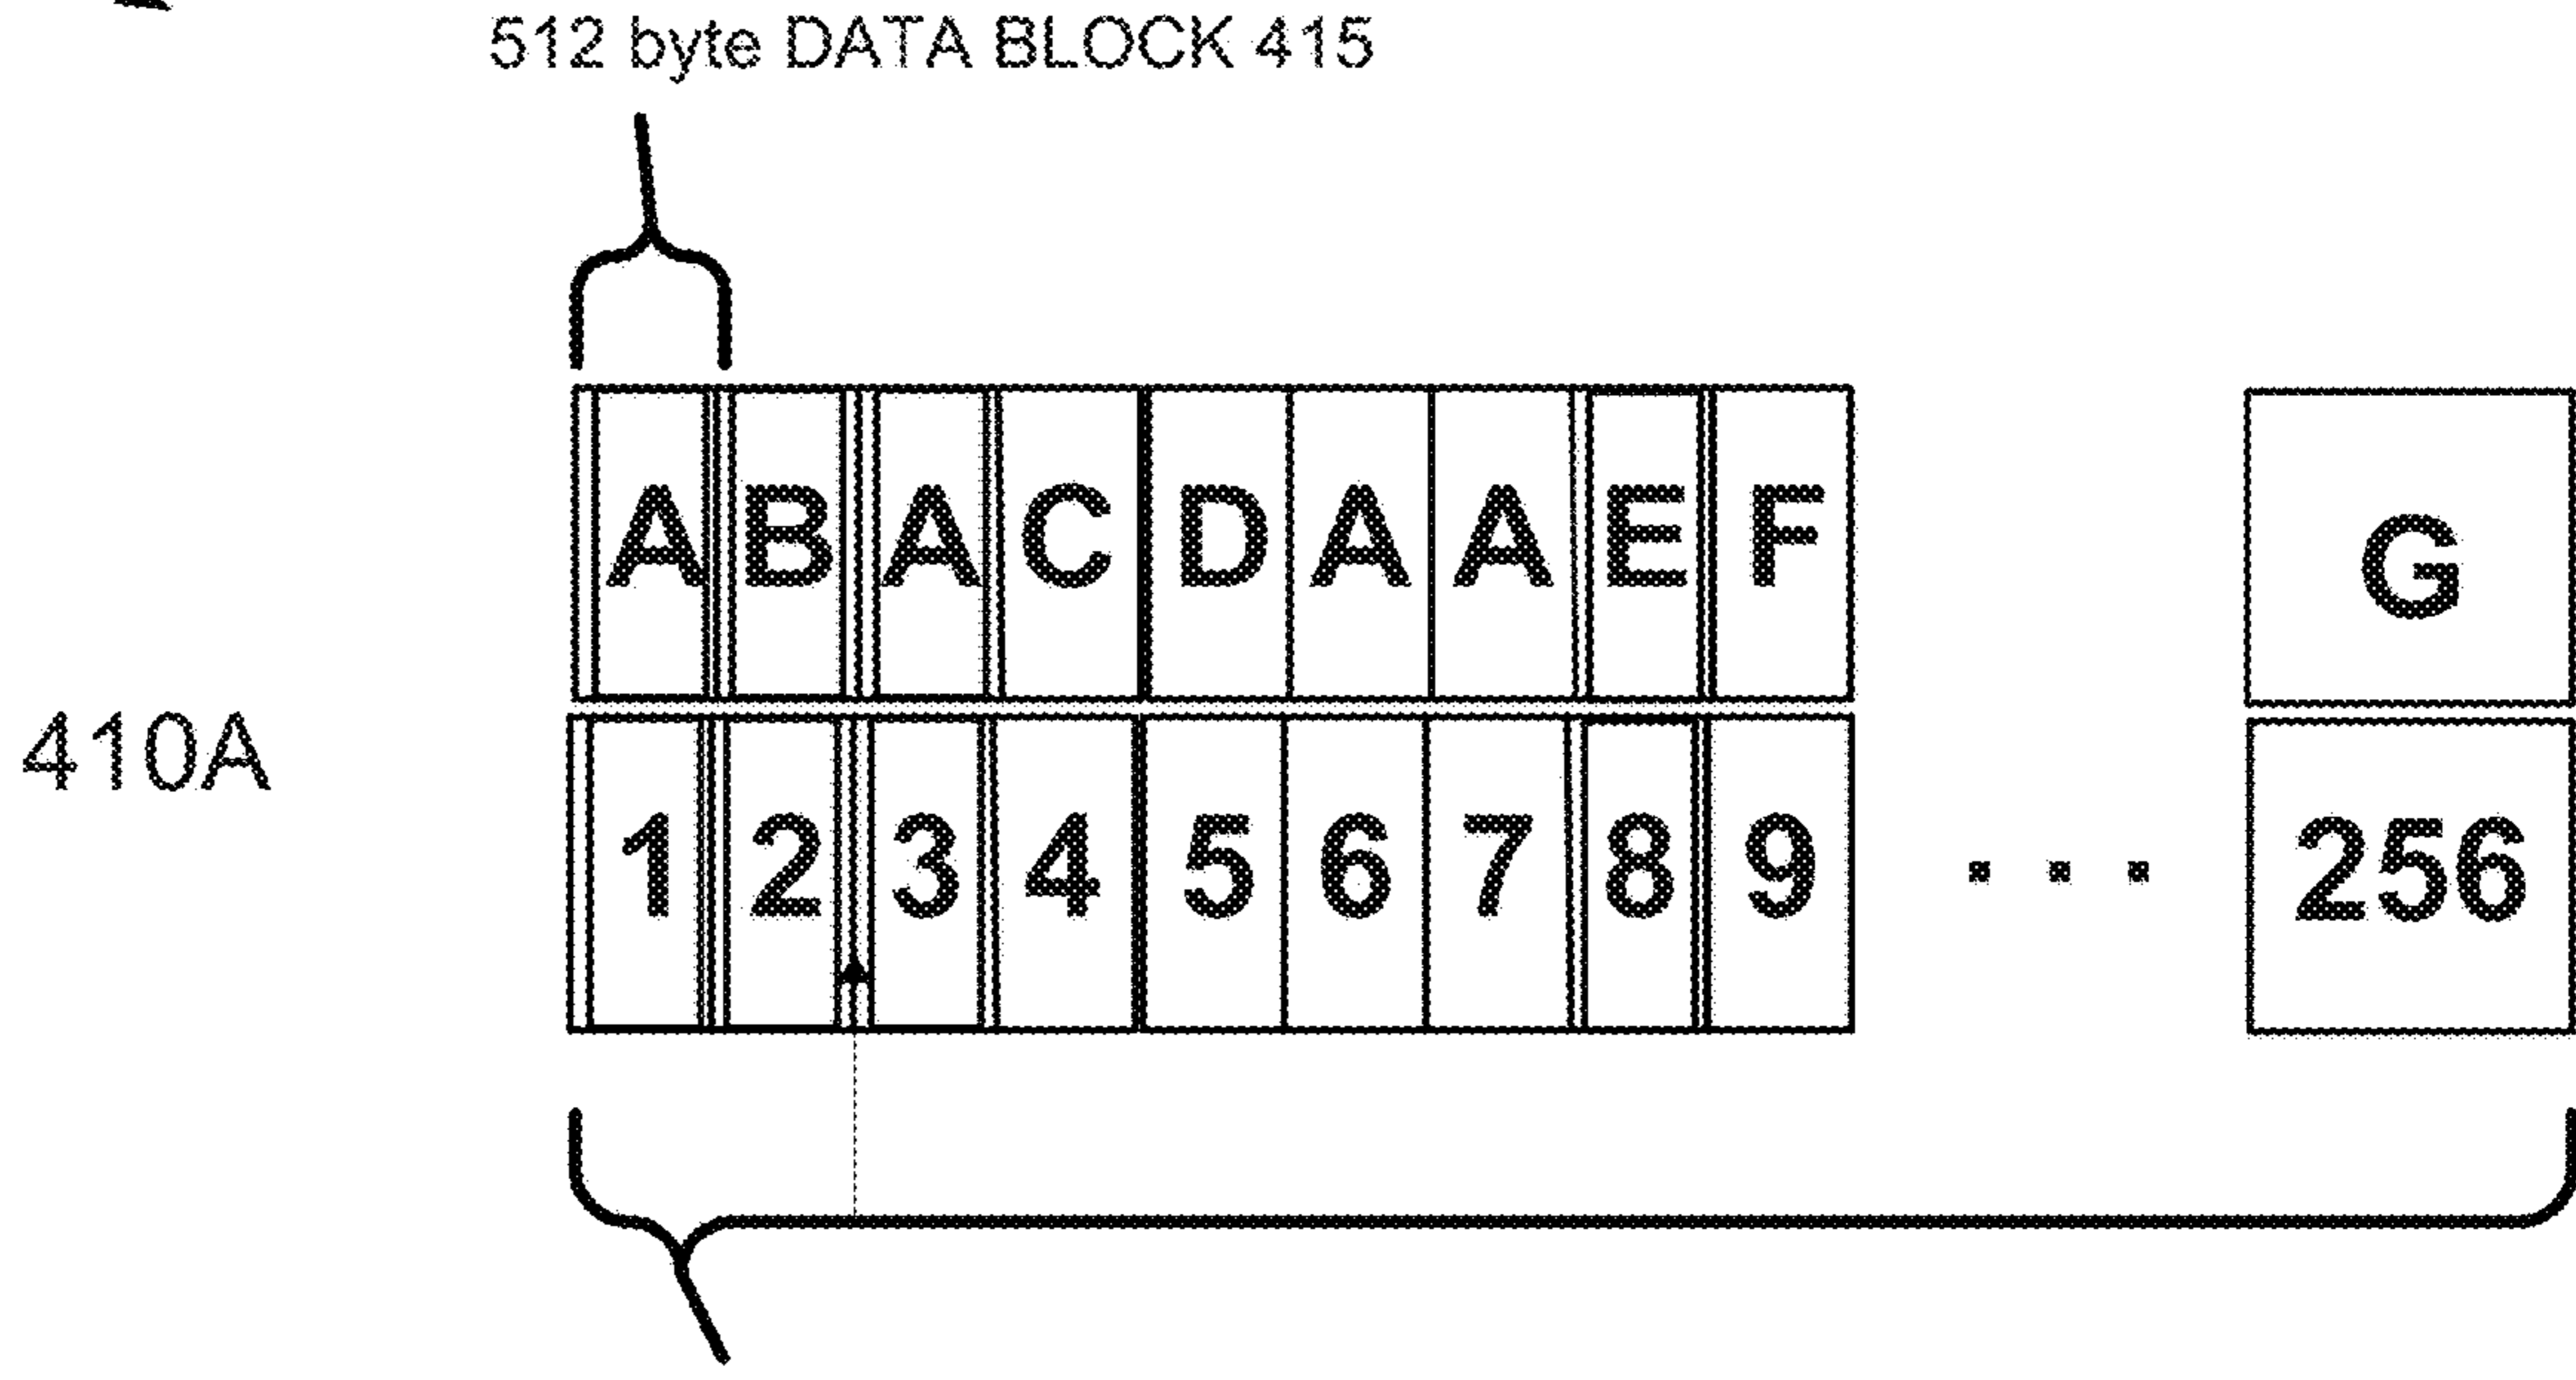 512 byte DATA BLOCK 415
A B A C D A A E F G
410A
1 2 3 4 5 6 7 8 9 . . . 256